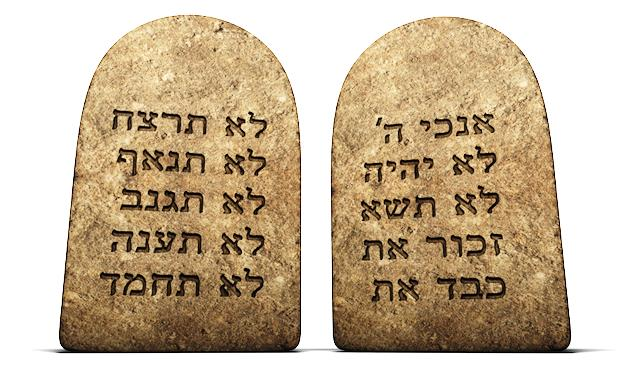 אנכי ה'
לא יהיה
לא תשא
זכור את
כבד את
לא תרצח
לא תנאף
לא תגנב
לא תענה
לא תחמד